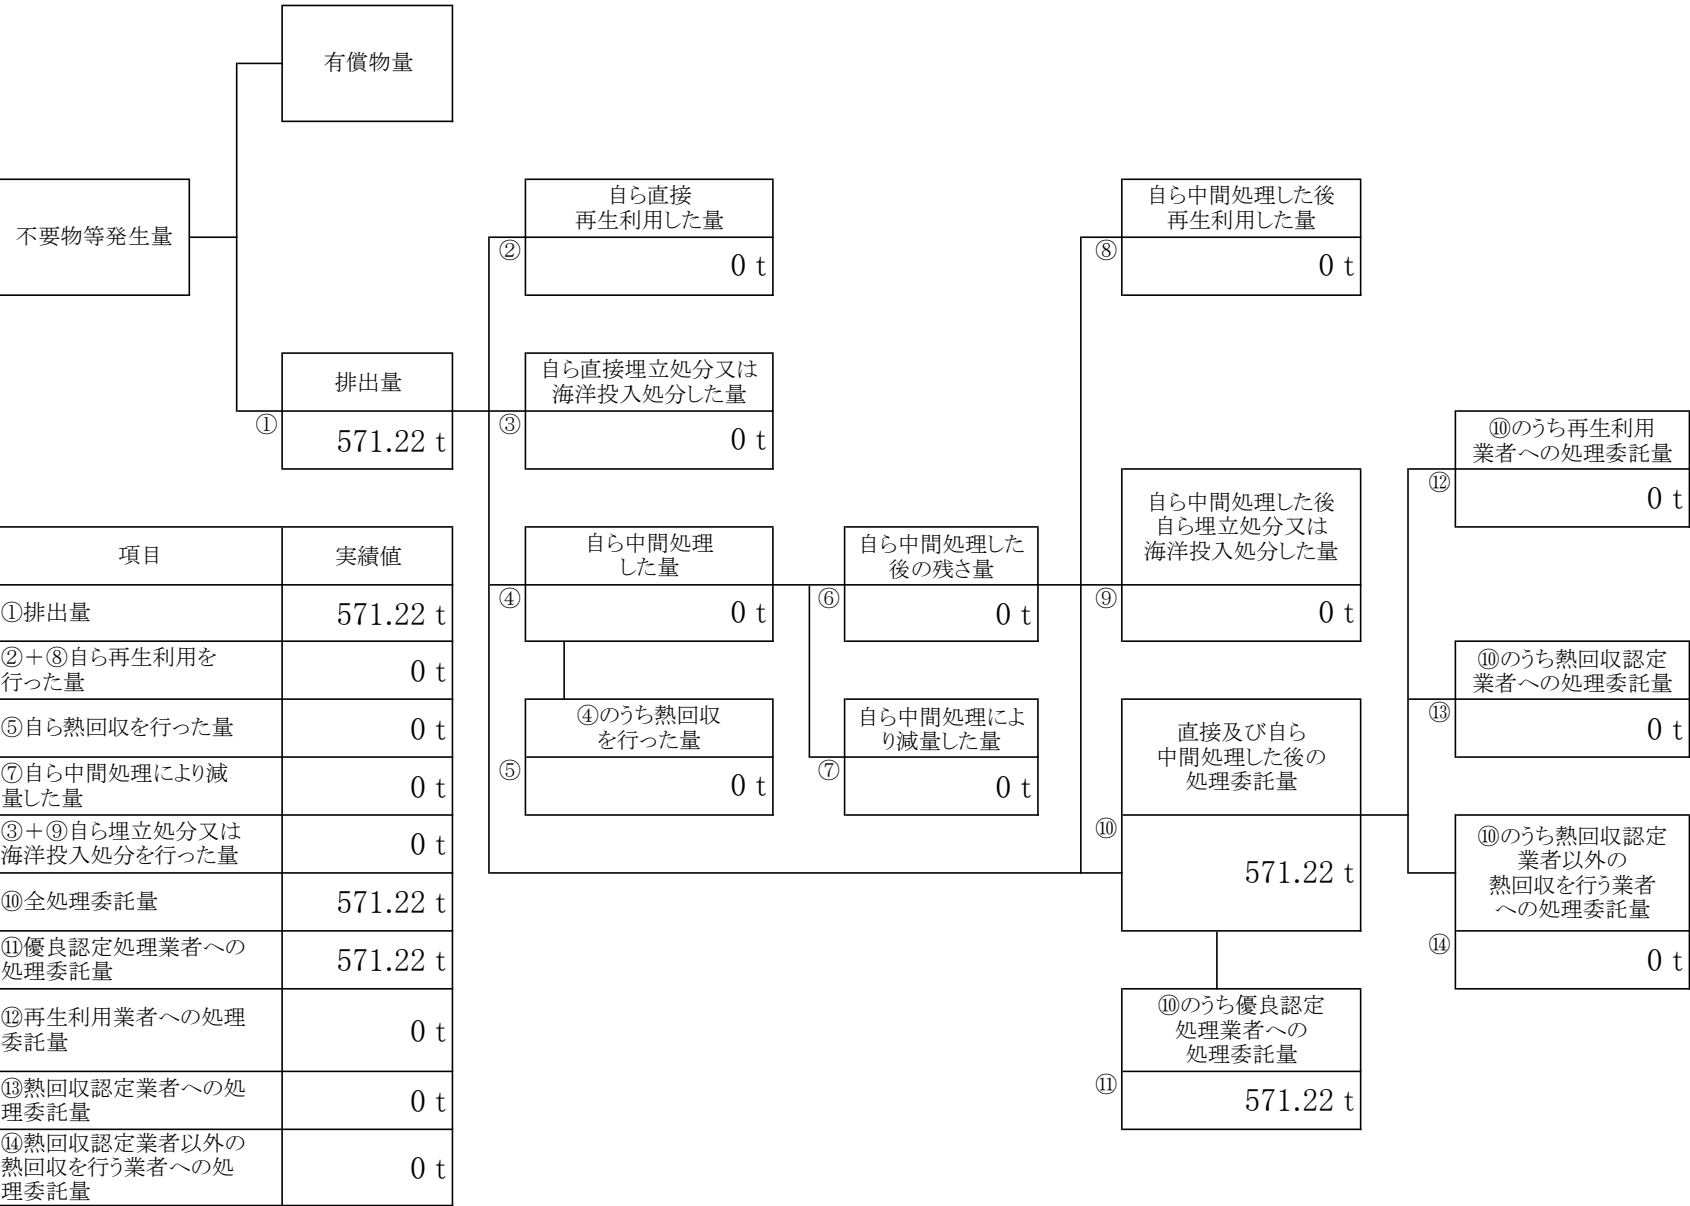 有償物量
不要物等発生量
自ら直接
再生利用した量
②
0 t
自ら中間処理した後
再生利用した量
⑧
0 t
排出量
①
571.22 t
自ら直接埋立処分又は
海洋投入処分した量
③
0 t
⑩のうち再生利用
業者への処理委託量
⑫
0 t
自ら中間処理した後
自ら埋立処分又は
海洋投入処分した量
⑨
0 t
自ら中間処理
した量
④
0 t
自ら中間処理した
後の残さ量
⑥
0 t
⑩のうち熱回収認定
業者への処理委託量
⑬
0 t
④のうち熱回収
を行った量
⑤
0 t
自ら中間処理によ
り減量した量
⑦
0 t
直接及び自ら
中間処理した後の
処理委託量
⑩
571.22 t
⑩のうち熱回収認定
業者以外の
熱回収を行う業者
への処理委託量
⑭
0 t
⑩のうち優良認定
処理業者への
処理委託量
⑪
571.22 t
項目 実績値
①排出量 571.22 t
②＋⑧自ら再生利用を
行った量 0 t
⑤自ら熱回収を行った量 0 t
⑦自ら中間処理により減
量した量 0 t
③＋⑨自ら埋立処分又は
海洋投入処分を行った量 0 t
⑩全処理委託量 571.22 t
⑪優良認定処理業者への
処理委託量 571.22 t
⑫再生利用業者への処理
委託量 0 t
⑬熱回収認定業者への処
理委託量 0 t
⑭熱回収認定業者以外の
熱回収を行う業者への処
理委託量 0 t